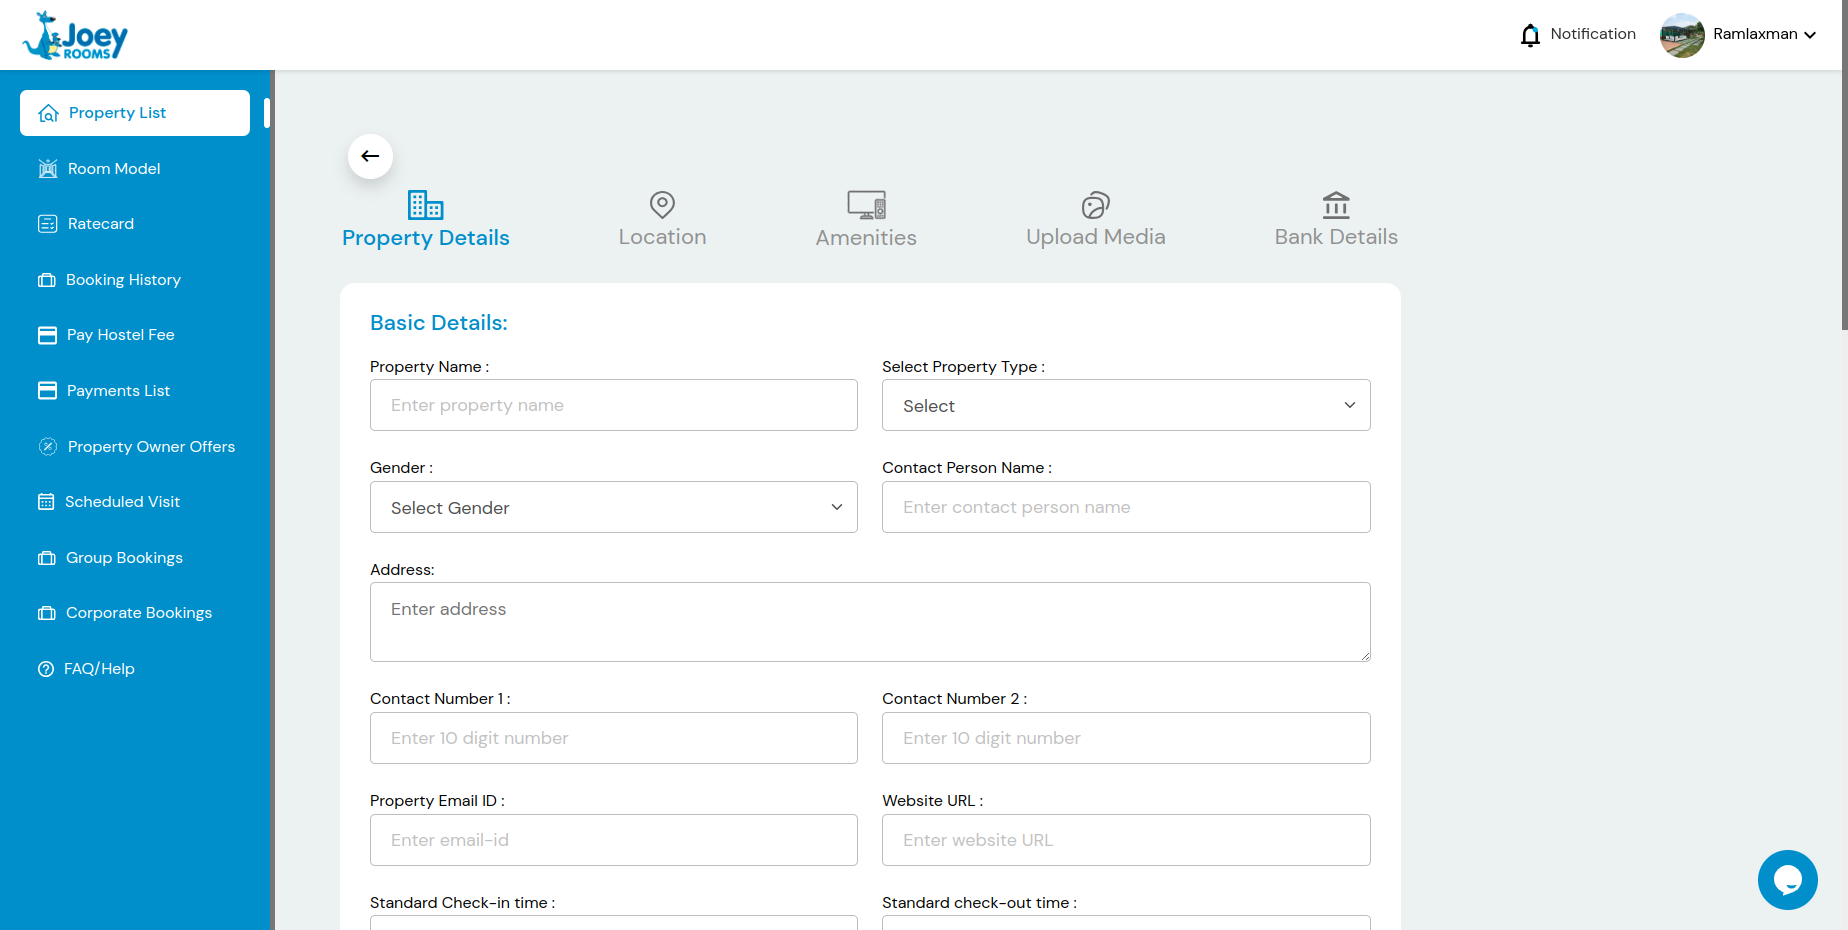 Joey
ROOMS
Notification
Ramlaxman
Property List
Room Model
Ratecard
Booking History
Pay Hostel Fee
Payments List
Property Owner Offers
Scheduled Visit
Group Bookings
Corporate Bookings
FAQ/Help
Property Details
Location
Amenities
Upload Media
Bank Details
Basic Details:
Property Name :
Select Property Type :
Enter property name
Select
Gender :
Contact Person Name :
Select Gender
Enter contact person name
Address:
Enter address
Contact Number 1 :
Contact Number 2 :
Enter 10 digit number
Enter 10 digit number
Property Email ID :
Website URL :
Enter email-id
Enter website URL
Standard Check-in time :
Standard check-out time :